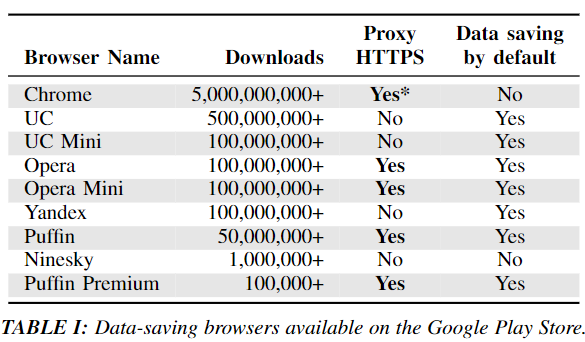 Browser Name Downloads Proxy HTTPS Data saving by default
Chrome 5,000,000,000+ Yes* No
UC 500,000,000+ No Yes
UC Mini 100,000,000+ No Yes
Opera 100,000,000+ Yes Yes
Opera Mini 100,000,000+ Yes Yes
Yandex 100,000,000+ No Yes
Puffin 50,000,000+ Yes Yes
Ninesky 1,000,000+ No No
Puffin Premium 100,000+ Yes Yes
TABLE I: Data-saving browsers available on the Google Play Store.